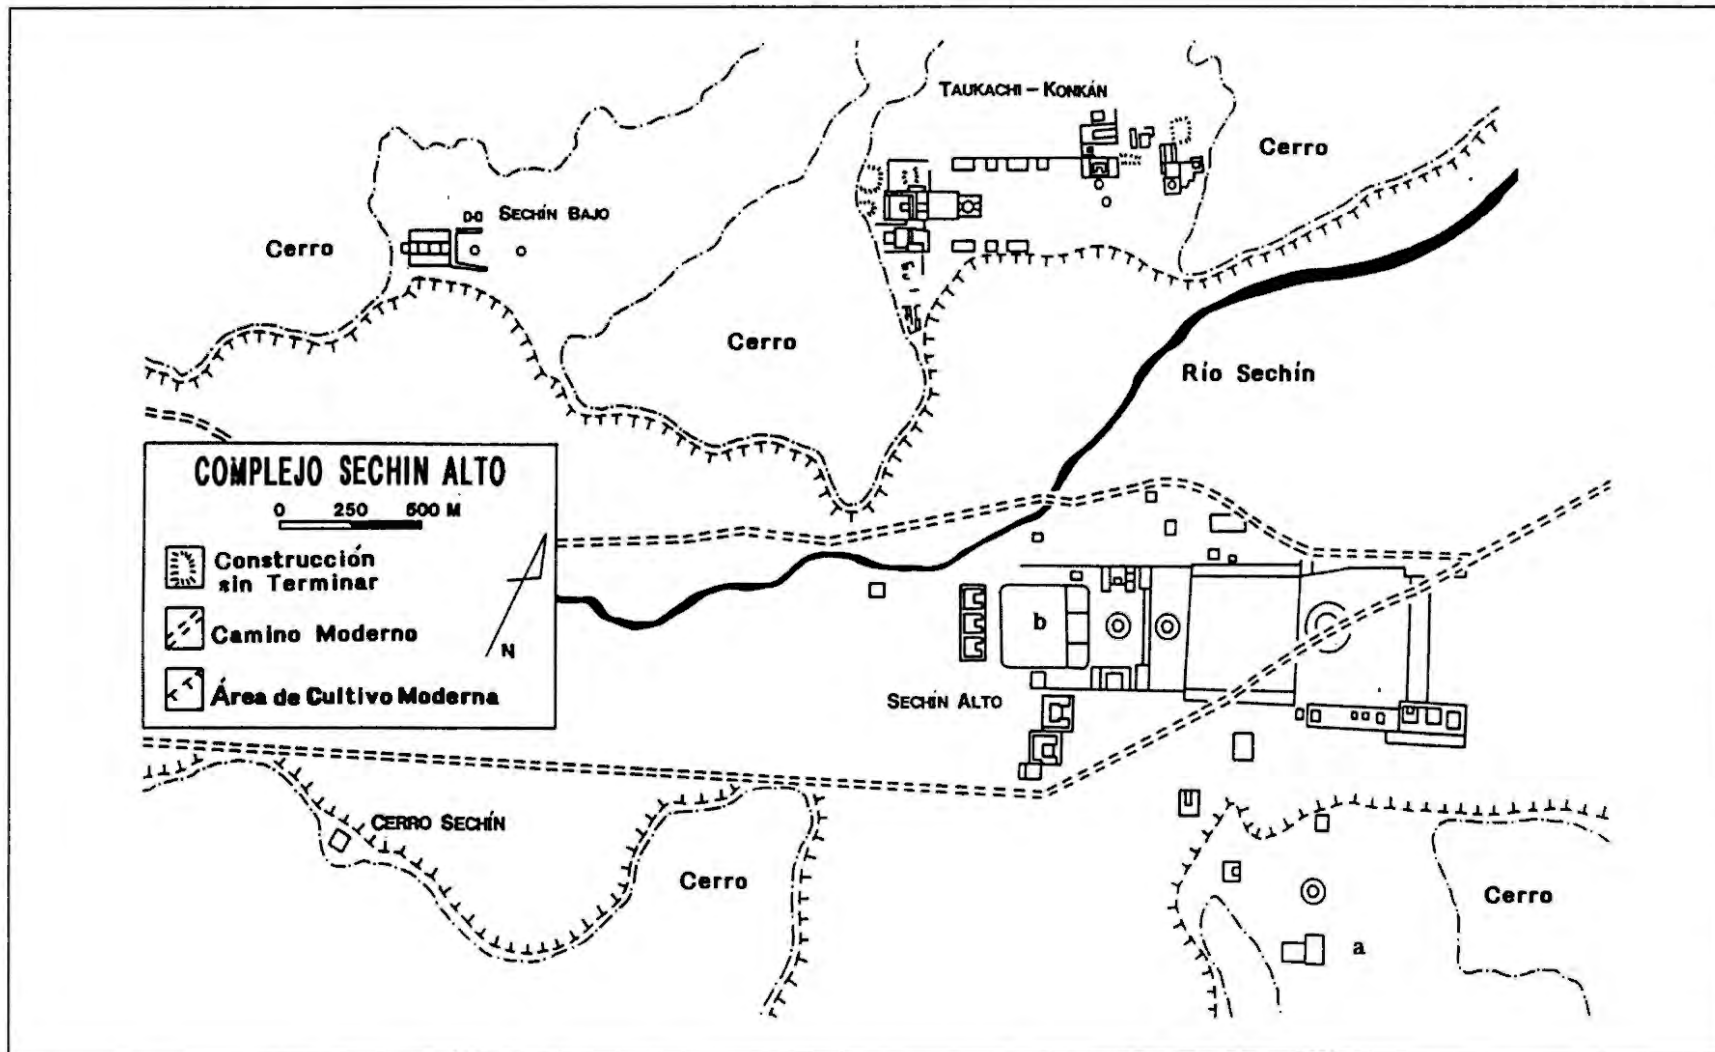 TAUKACHI – KONKÁN
Cerro
SECHÍN BAJO
Cerro
Cerro
Río Sechín
COMPLEJO SECHIN ALTO
0 250 500 M
Construcción
sin Terminar
Camino Moderno
N
Área de Cultivo Moderna
b
SECHÍN ALTO
CERRO SECHÍN
Cerro
Cerro
a